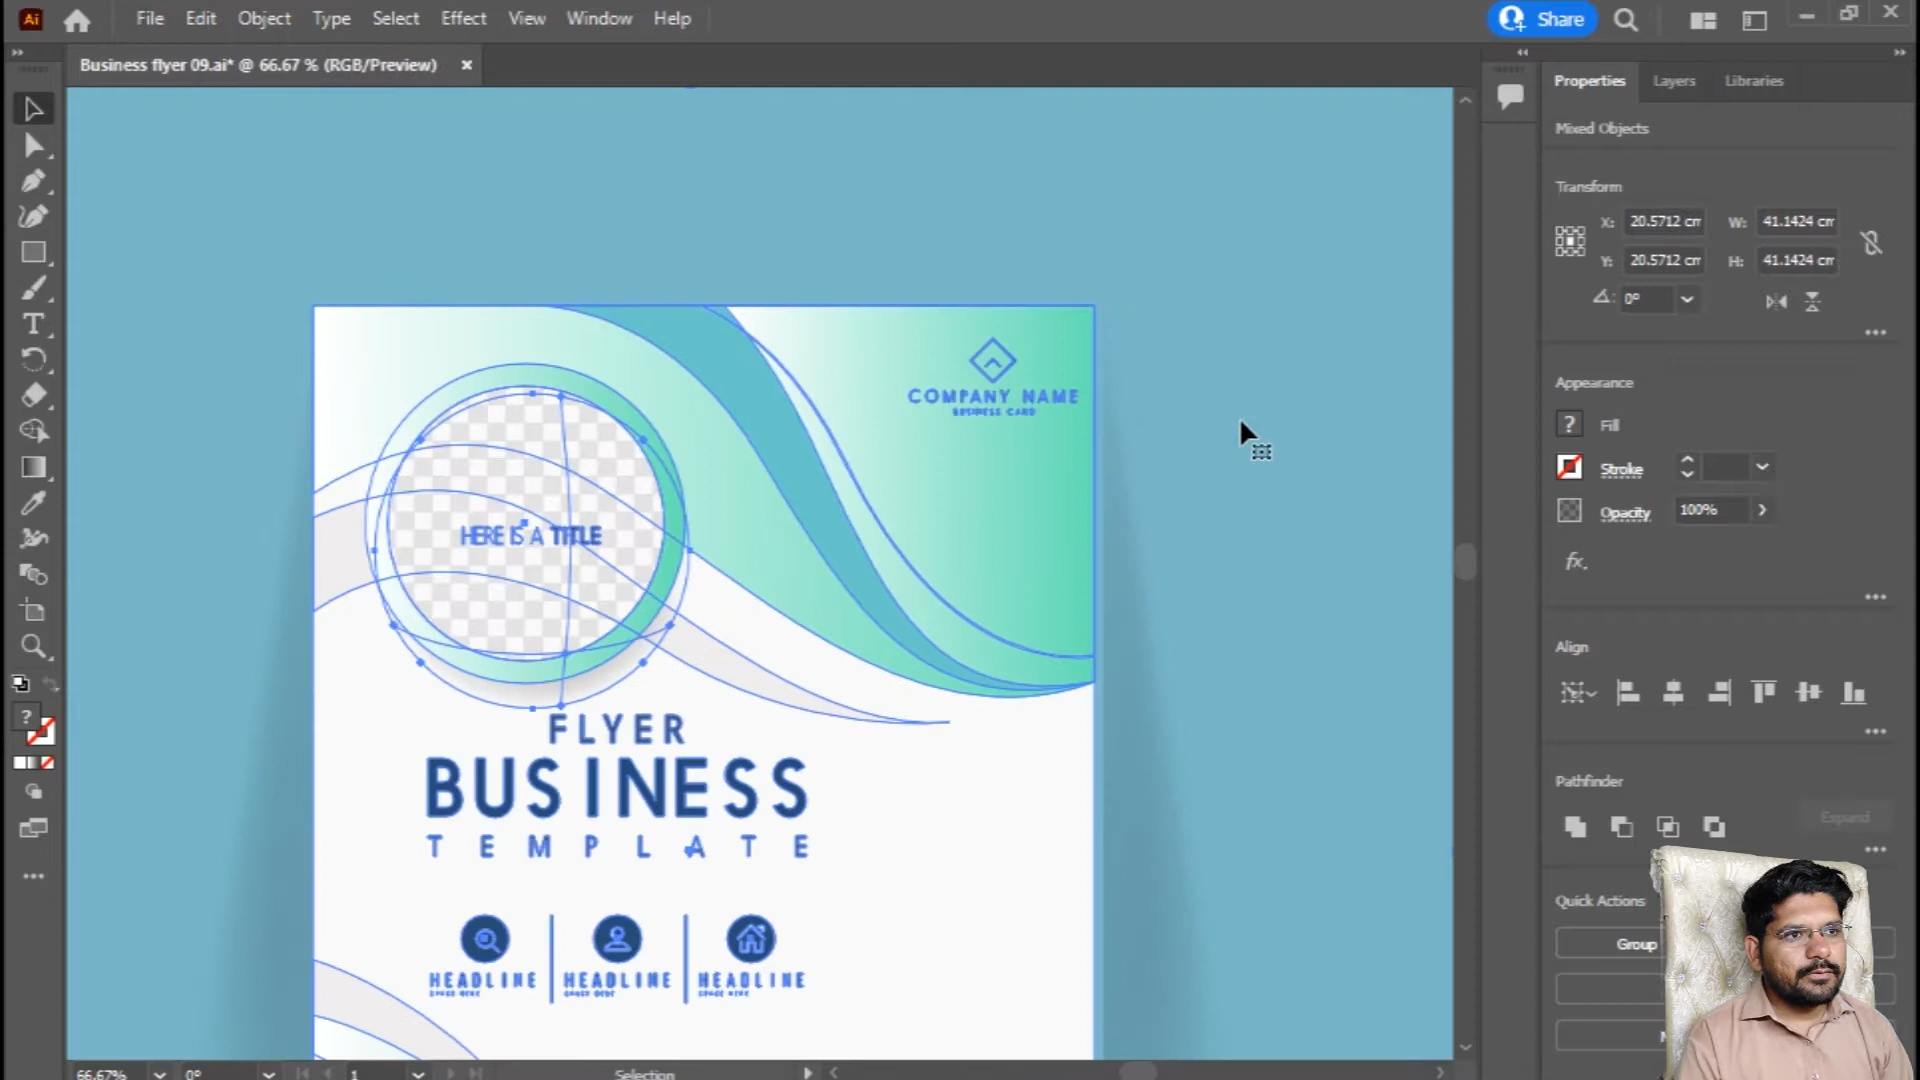 Ai File Edit Object Type Select Effect View Window Help Share
Business flyer 09.ai* @ 66.67 % (RGB/Preview) ×
Properties Layers Libraries
Mixed Objects
Transform
X: 20.5712 cm W: 41.1424 cm
Y: 20.5712 cm H: 41.1424 cm
0°
Appearance
? Fill
Stroke
Opacity 100%
fx.
Align
Pathfinder
Expand
Quick Actions
Group
COMPANY NAME
BUSINESS CARD
HERE IS A TITLE
FLYER
BUSINESS
TEMPLATE
HEADLINE HEADLINE HEADLINE
?
66.67% 0° 1 Selection